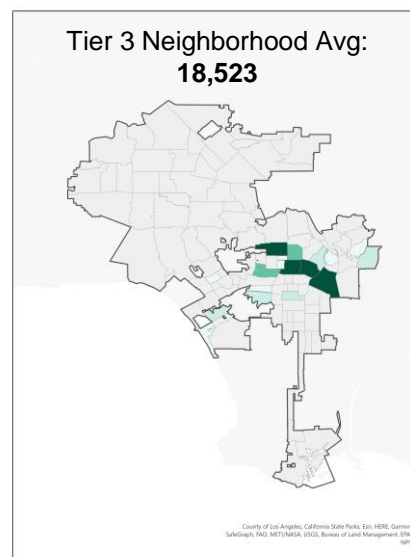 Tier 3 Neighborhood Avg:
18,523
County of Los Angeles, California State Parks, Esri, HERE, Garmin,
SafeGraph, FAO, METI/NASA, USGS, Bureau of Land Management, EPA,
NPS